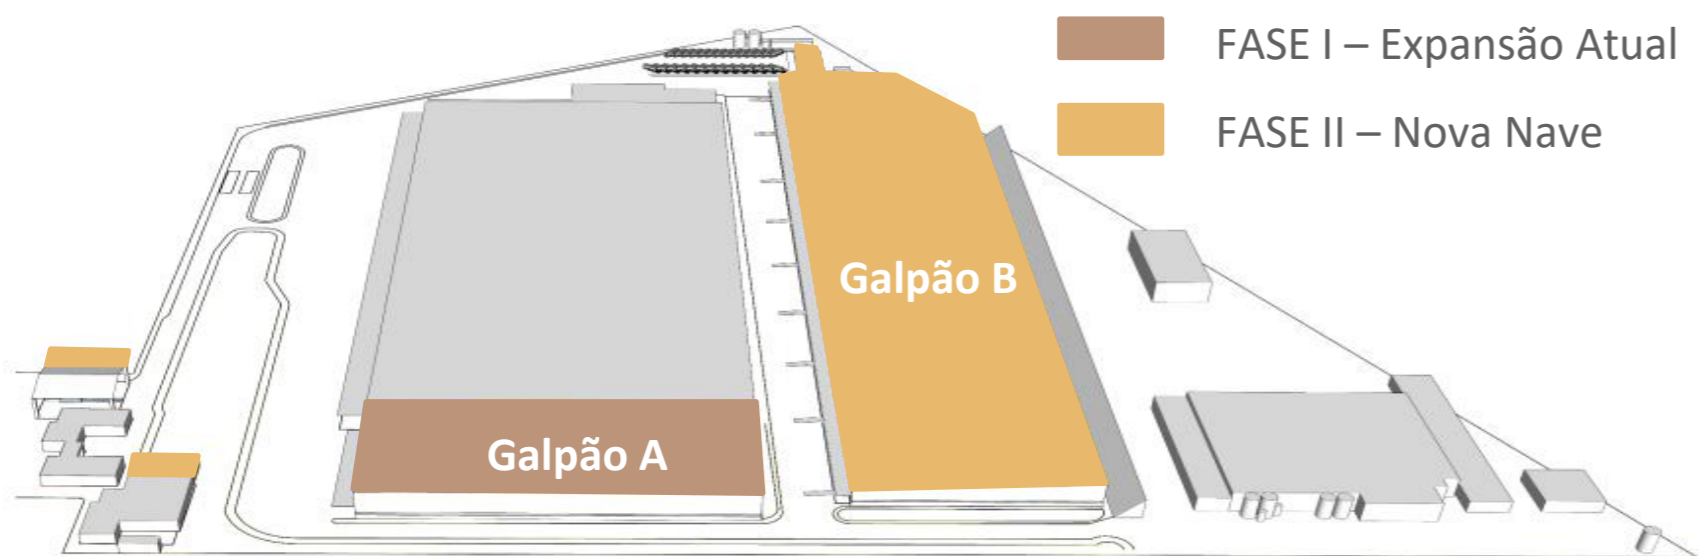 FASE I – Expansão Atual
FASE II – Nova Nave
Galpão B
Galpão A